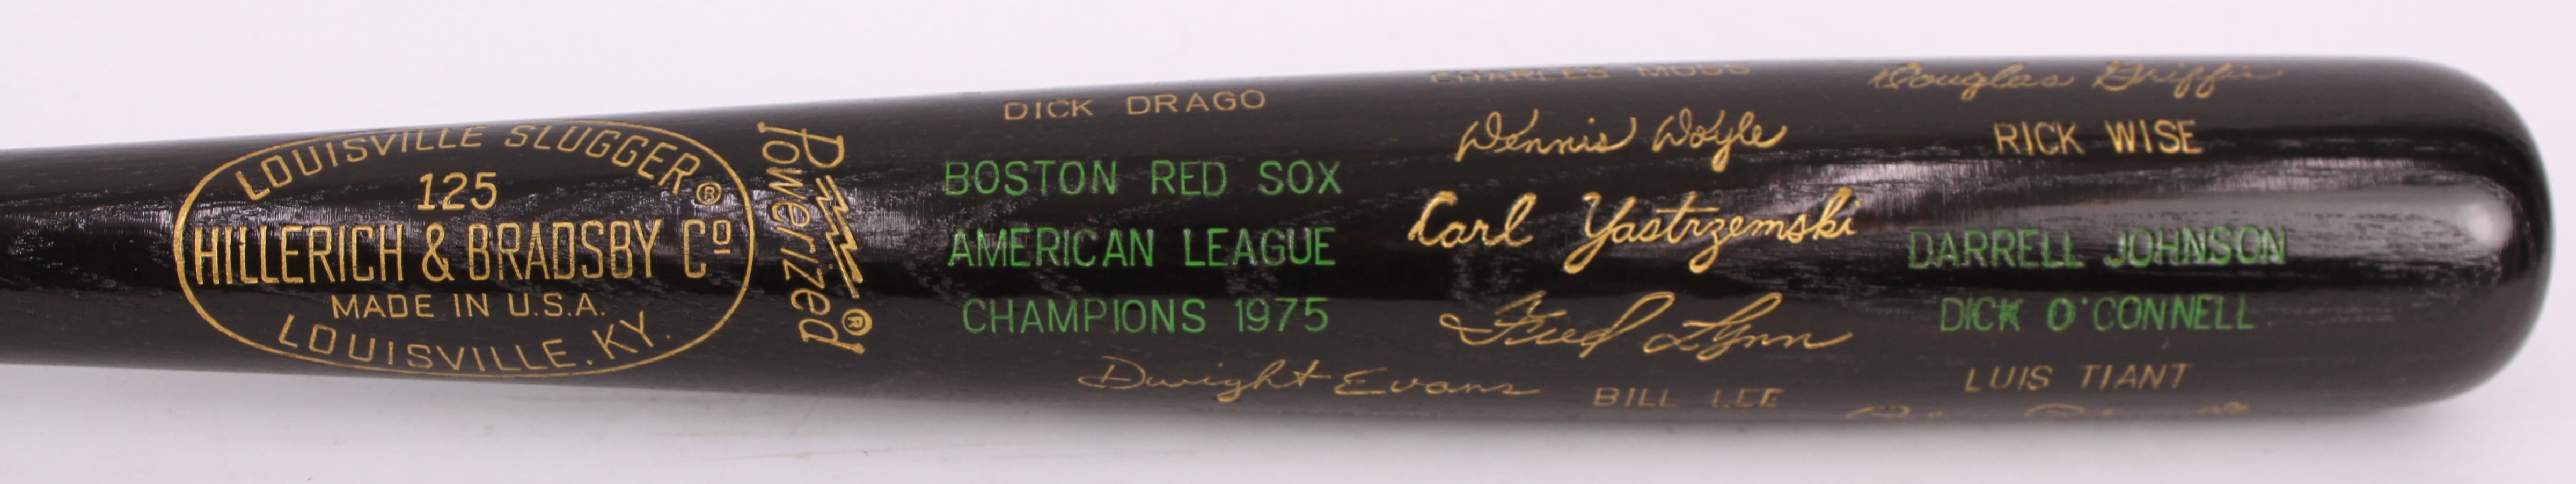 LOUISVILLE SLUGGER®
125
HILLERICH & BRADSBY Cº
MADE IN U.S.A.
LOUISVILLE, KY.
Powerized®
DICK DRAGO
BOSTON RED SOX
AMERICAN LEAGUE
CHAMPIONS 1975
Dwight Evans
CHARLES MOSS
Dennis Doyle
Carl Yastrzemski
Fred Lynn
BILL LEE
Douglas Griffin
RICK WISE
DARRELL JOHNSON
DICK O'CONNELL
LUIS TIANT